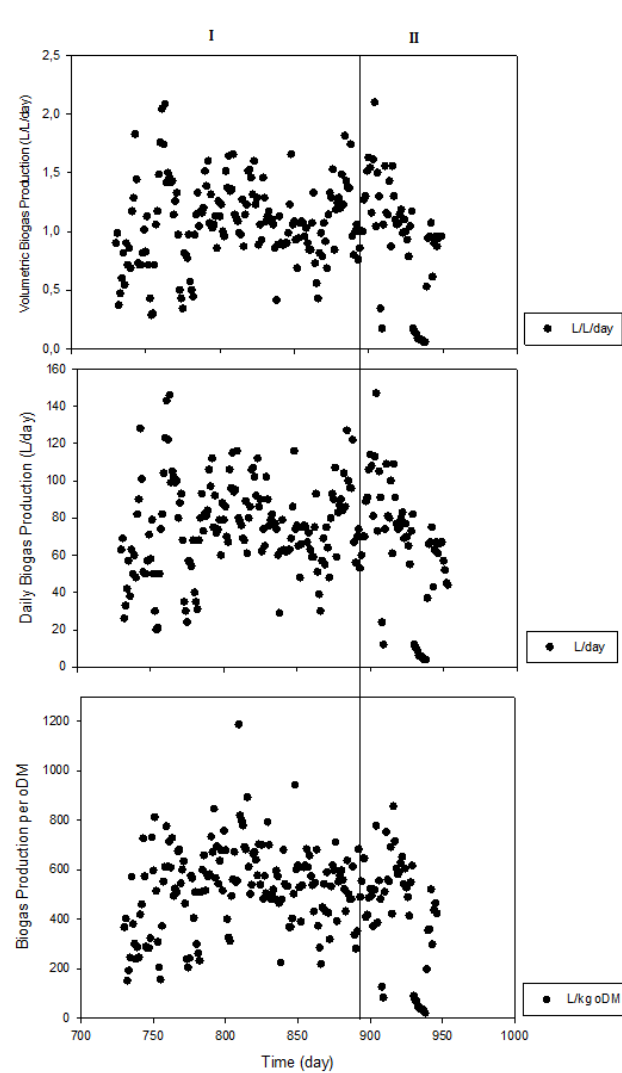 I II
2,5
2,0
1,5
1,0
0,5
0,0
Volumetric Biogas Production (L/L/day)
L/L/day
160
140
120
100
80
60
40
20
0
Daily Biogas Production (L/day)
L/day
1200
1000
800
600
400
200
0
Biogas Production per oDM
L/kg oDM
700 750 800 850 900 950 1000
Time (day)